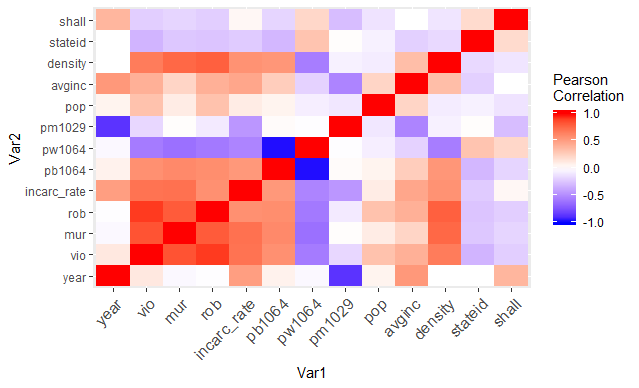 shall
stateid
density
avginc
pop
pm1029
pw1064
pb1064
incarc_rate
rob
mur
vio
year
Var2
year vio mur rob incarc_rate pb1064 pw1064 pm1029 pop avginc density stateid shall
Var1
Pearson
Correlation
1.0
0.5
0.0
-0.5
-1.0